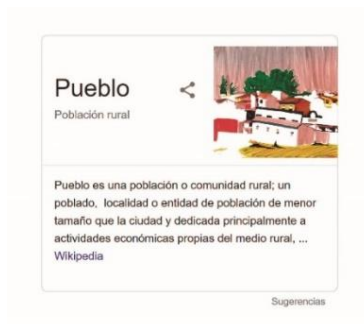 Pueblo
Población rural
Pueblo es una población o comunidad rural; un
poblado, localidad o entidad de población de menor
tamaño que la ciudad y dedicada principalmente a
actividades económicas propias del medio rural, ...
Wikipedia
Sugerencias